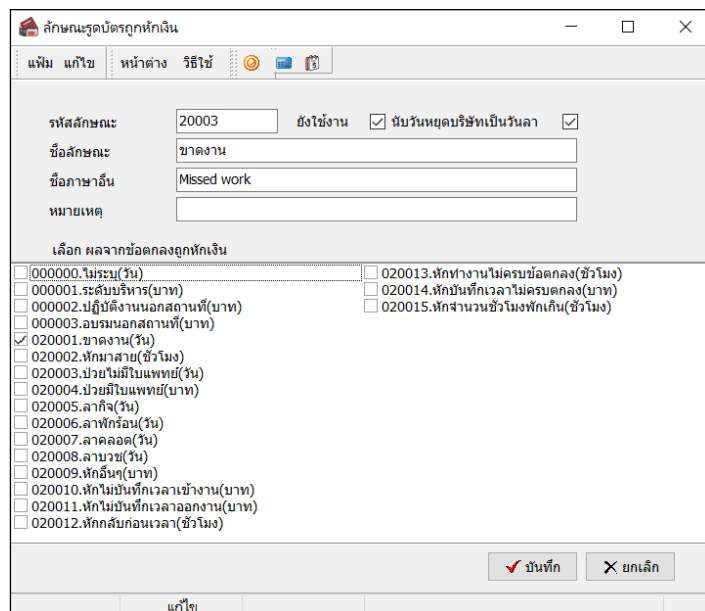 ลักษณะรูดบัตรถูกหักเงิน
แฟ้ม แก้ไข หน้าต่าง วิธีใช้
รหัสลักษณะ 20003 ยังใช้งาน นับวันหยุดบริษัทเป็นวันลา
ชื่อลักษณะ ขาดงาน
ชื่อภาษาอื่น Missed work
หมายเหตุ
เลือก ผลจากข้อตกลงถูกหักเงิน
000000.ไม่ระบุ(วัน)
000001.ระดับบริหาร(บาท)
000002.ปฏิบัติงานนอกสถานที่(บาท)
000003.อบรมนอกสถานที่(บาท)
020001.ขาดงาน(วัน)
020002.หักมาสาย(ชั่วโมง)
020003.ป่วยไม่มีใบแพทย์(วัน)
020004.ป่วยมีใบแพทย์(บาท)
020005.ลากิจ(วัน)
020006.ลาพักร้อน(วัน)
020007.ลาคลอด(วัน)
020008.ลาบวช(วัน)
020009.หักอื่นๆ(บาท)
020010.หักไม่บันทึกเวลาเข้างาน(บาท)
020011.หักไม่บันทึกเวลาออกงาน(บาท)
020012.หักกลับก่อนเวลา(ชั่วโมง)
020013.หักทำงานไม่ครบข้อตกลง(ชั่วโมง)
020014.หักบันทึกเวลาไม่ครบตกลง(บาท)
020015.หักจำนวนชั่วโมงพักเกิน(ชั่วโมง)
บันทึก ยกเลิก
แก้ไข